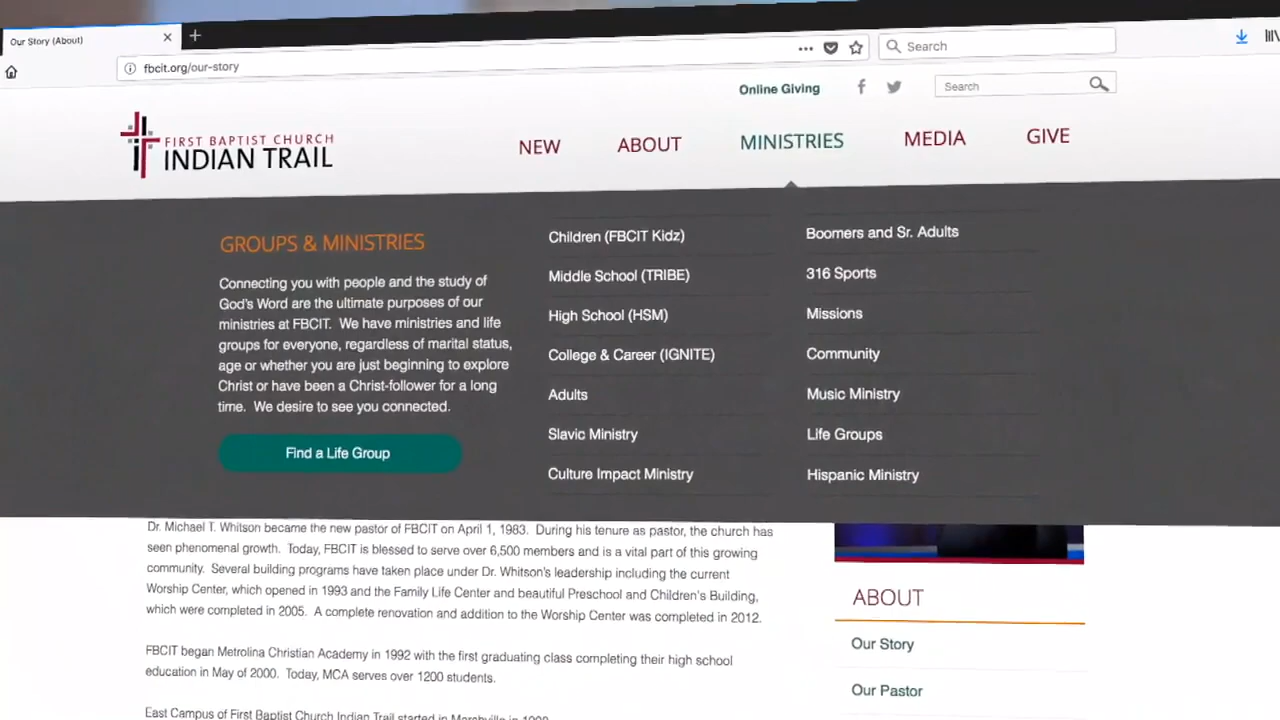 Our Story (About)
fbcit.org/our-story
Search
Online Giving
Search
FIRST BAPTIST CHURCH
INDIAN TRAIL
NEW
ABOUT
MINISTRIES
MEDIA
GIVE
GROUPS & MINISTRIES
Connecting you with people and the study of
God's Word are the ultimate purposes of our
ministries at FBCIT. We have ministries and life
groups for everyone, regardless of marital status,
age or whether you are just beginning to explore
Christ or have been a Christ-follower for a long
time. We desire to see you connected.
Find a Life Group
Children (FBCIT Kidz)
Middle School (TRIBE)
High School (HSM)
College & Career (IGNITE)
Adults
Slavic Ministry
Culture Impact Ministry
Boomers and Sr. Adults
316 Sports
Missions
Community
Music Ministry
Life Groups
Hispanic Ministry
Dr. Michael T. Whitson became the new pastor of FBCIT on April 1, 1983. During his tenure as pastor, the church has
seen phenomenal growth. Today, FBCIT is blessed to serve over 6,500 members and is a vital part of this growing
community. Several building programs have taken place under Dr. Whitson's leadership including the current
Worship Center, which opened in 1993 and the Family Life Center and beautiful Preschool and Children's Building,
which were completed in 2005. A complete renovation and addition to the Worship Center was completed in 2012.
FBCIT began Metrolina Christian Academy in 1992 with the first graduating class completing their high school
education in May of 2000. Today, MCA serves over 1200 students.
East Campus of First Baptist Church Indian Trail started in Marshville in
ABOUT
Our Story
Our Pastor